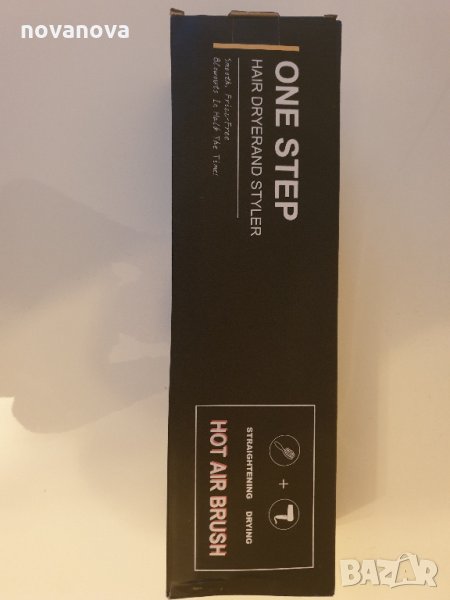 novanova
ONE STEP
HAIR DRYERAND STYLER
Smooth, Frizz-Free
Blowouts In Half The Time!
+
STRAIGHTENING DRYING
HOT AIR BRUSH
BAZAR